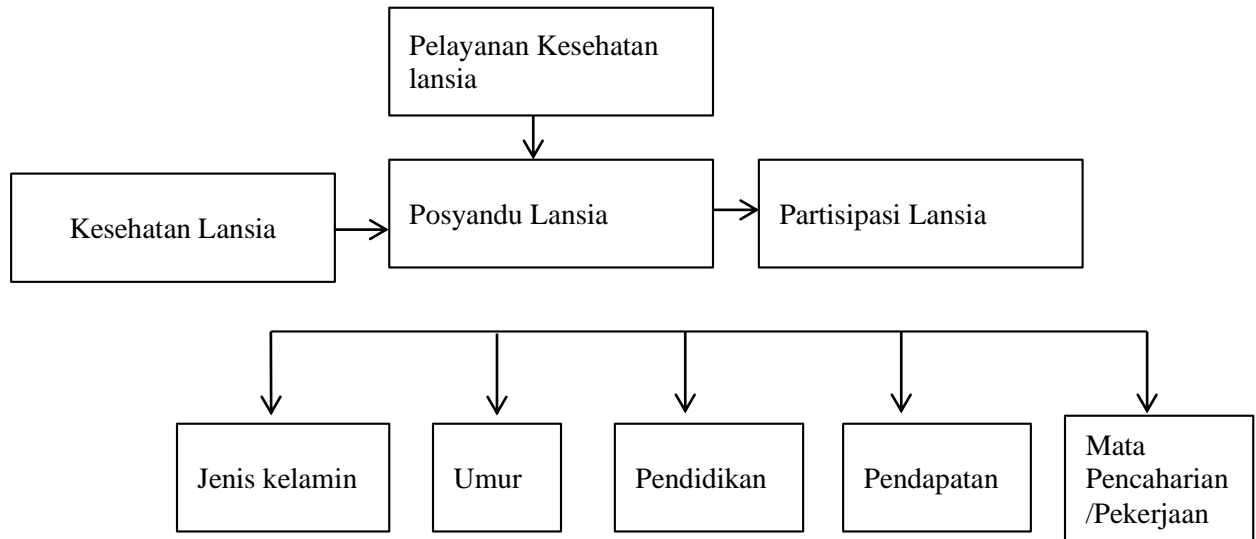 Pelayanan Kesehatan
lansia
Kesehatan Lansia
Posyandu Lansia
Partisipasi Lansia
Jenis kelamin
Umur
Pendidikan
Pendapatan
Mata
Pencaharian
/Pekerjaan